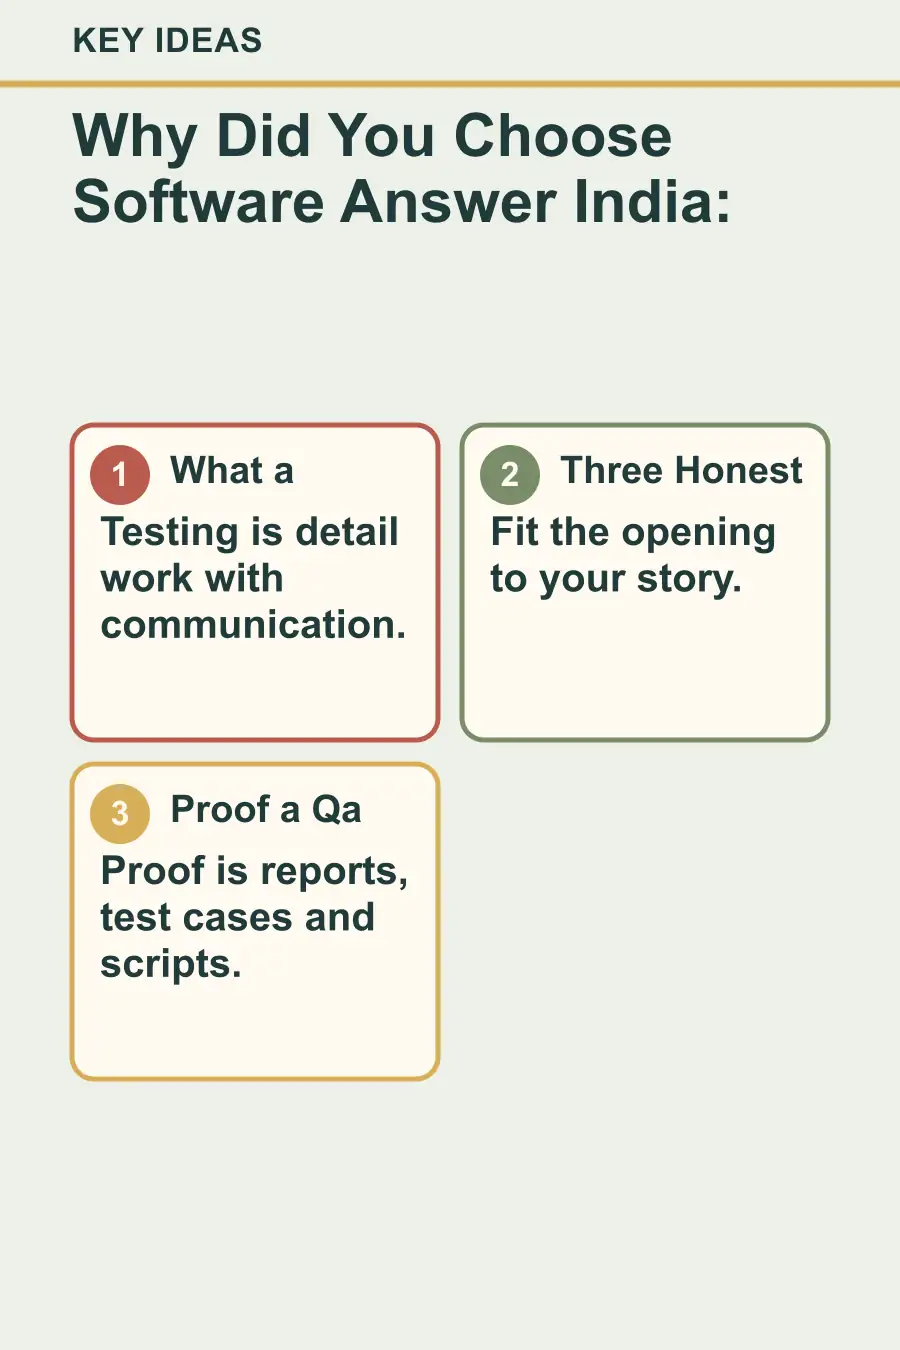 KEY IDEAS
Why Did You Choose
Software Answer India:
1 What a
Testing is detail
work with
communication.
2 Three Honest
Fit the opening
to your story.
3 Proof a Qa
Proof is reports,
test cases and
scripts.